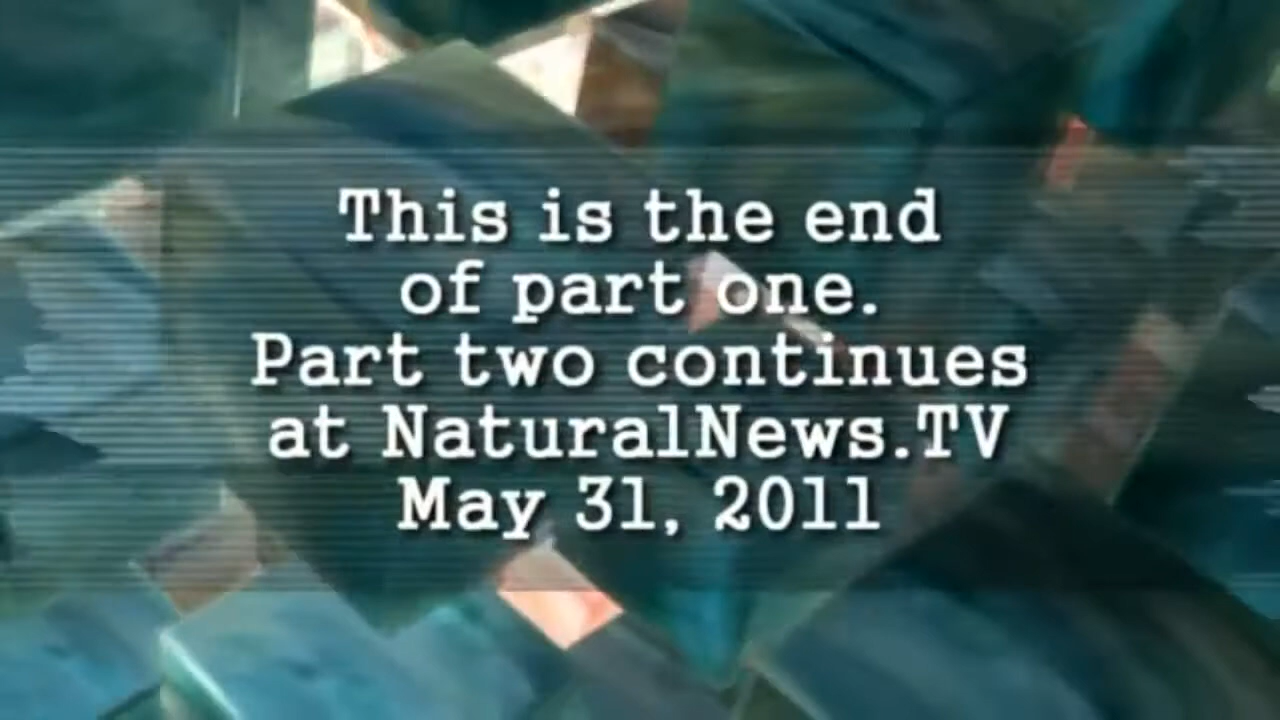 This is the end
of part one.
Part two continues
at NaturalNews.TV
May 31, 2011